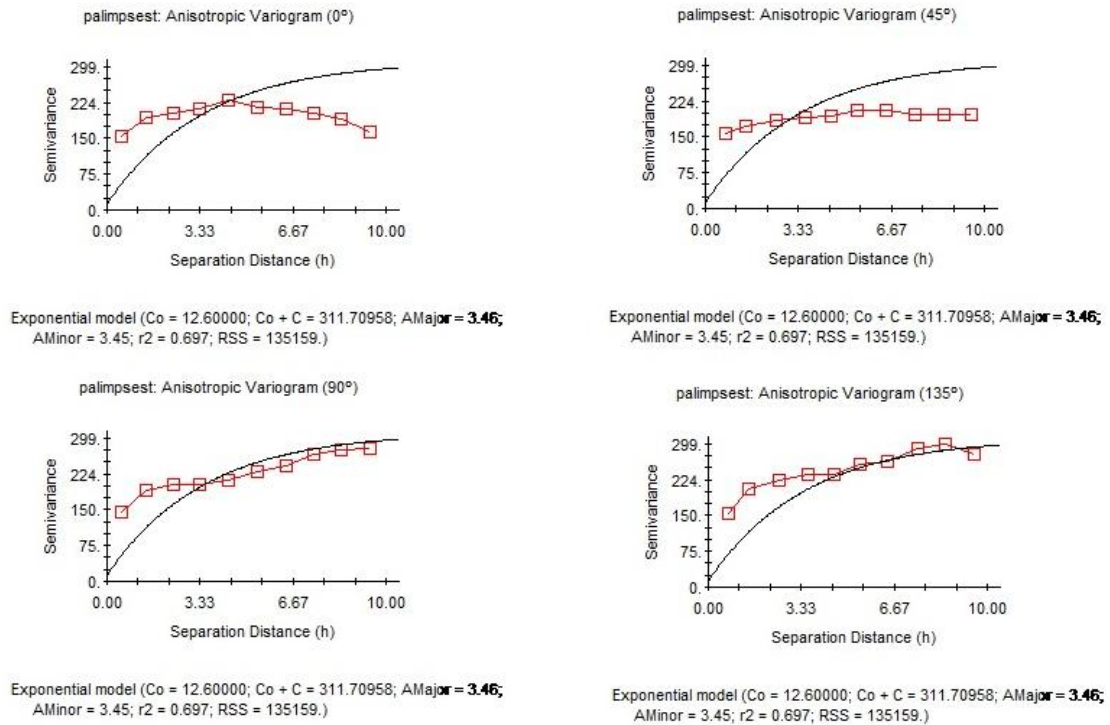 palimpsest: Anisotropic Variogram (0º)
299.
224
150.
75.
0.
Semivariance
0.00 3.33 6.67 10.00
Separation Distance (h)
Exponential model (Co = 12.60000; Co + C = 311.70958; AMajor = 3.46;
AMinor = 3.45; r2 = 0.697; RSS = 135159.)
palimpsest: Anisotropic Variogram (45º)
299.
224
150.
75.
0.
Semivariance
0.00 3.33 6.67 10.00
Separation Distance (h)
Exponential model (Co = 12.60000; Co + C = 311.70958; AMajor = 3.46;
AMinor = 3.45; r2 = 0.697; RSS = 135159.)
palimpsest: Anisotropic Variogram (90º)
299.
224
150.
75.
0.
Semivariance
0.00 3.33 6.67 10.00
Separation Distance (h)
Exponential model (Co = 12.60000; Co + C = 311.70958; AMajor = 3.46;
AMinor = 3.45; r2 = 0.697; RSS = 135159.)
palimpsest: Anisotropic Variogram (135º)
299.
224
150.
75.
0.
Semivariance
0.00 3.33 6.67 10.00
Separation Distance (h)
Exponential model (Co = 12.60000; Co + C = 311.70958; AMajor = 3.46;
AMinor = 3.45; r2 = 0.697; RSS = 135159.)